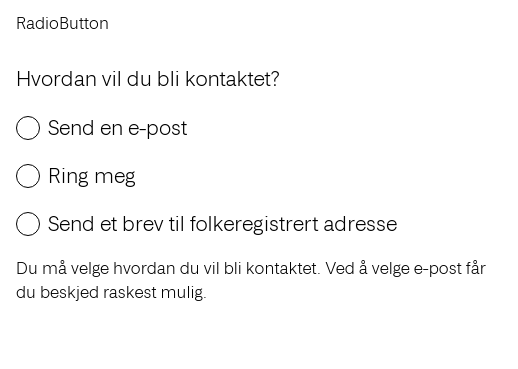 RadioButton
Hvordan vil du bli kontaktet?
Send en e-post
Ring meg
Send et brev til folkeregistrert adresse
Du må velge hvordan du vil bli kontaktet. Ved å velge e-post får
du beskjed raskest mulig.